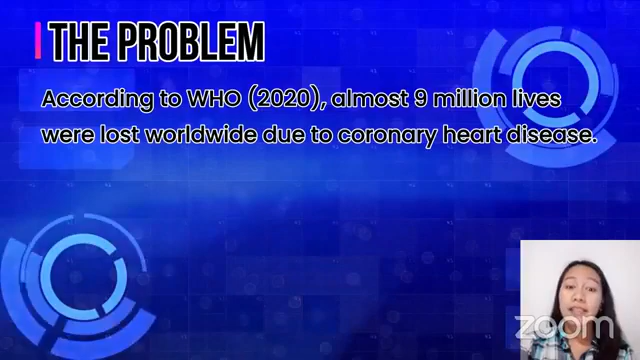 THE PROBLEM
According to WHO (2020), almost 9 million lives
were lost worldwide due to coronary heart disease.
zoom